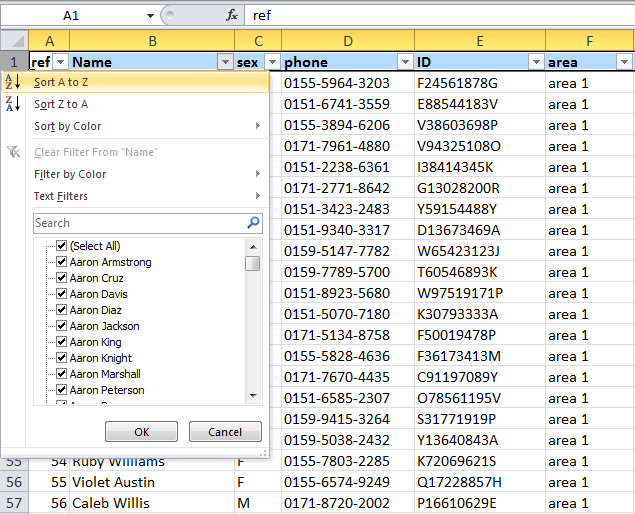 A1 fx ref
A B C D E F
1 ref Name sex phone ID area
Sort A to Z
Sort Z to A
Sort by Color
Clear Filter From "Name"
Filter by Color
Text Filters
Search
(Select All)
Aaron Armstrong
Aaron Cruz
Aaron Davis
Aaron Diaz
Aaron Jackson
Aaron King
Aaron Knight
Aaron Marshall
Aaron Peterson
OK Cancel
0155-5964-3203 F24561878G area 1
0151-6741-3559 E88544183V area 1
0155-3894-6206 V38603698P area 1
0171-7961-4880 V94325108O area 1
0151-2238-6361 I38414345K area 1
0171-2771-8642 G13028200R area 1
0151-3423-2483 Y59154488Y area 1
0151-9340-3317 D13673469A area 1
0159-5147-7782 W65423123J area 1
0159-7789-5700 T60546893K area 1
0151-8923-5680 W97519171P area 1
0151-5070-7180 K30793333A area 1
0171-5134-8758 F50019478P area 1
0155-5828-4636 F36173413M area 1
0171-7670-4435 C91197089Y area 1
0151-6585-2307 O78561195V area 1
0159-9415-3264 S31771919P area 1
0159-5038-2432 Y13640843A area 1
55 54 Ruby Williams F 0155-7803-2285 K72069621S area 1
56 55 Violet Austin F 0155-6574-9249 Q17228857H area 1
57 56 Caleb Willis M 0171-8720-2002 P16610629E area 1